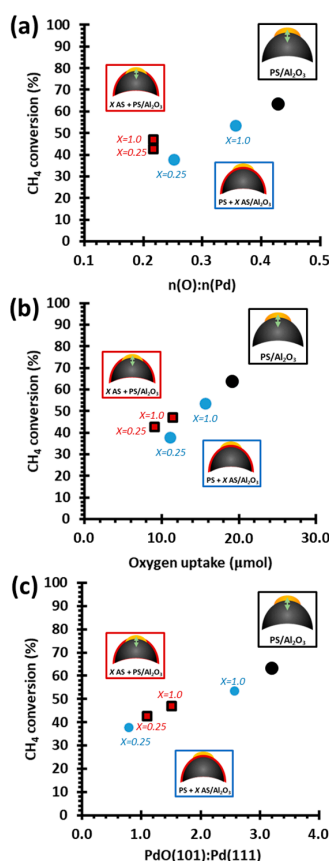 (a)
100
90
80
70
60
50
40
30
20
10
0
CH₄ conversion (%)
X AS + PS/Al₂O₃
PS/Al₂O₃
X=1.0
X=0.25
X=1.0
X=0.25
PS + X AS/Al₂O₃
0.1 0.2 0.3 0.4 0.5
n(O):n(Pd)
(b)
100
90
80
70
60
50
40
30
20
10
0
CH₄ conversion (%)
PS/Al₂O₃
X AS + PS/Al₂O₃
X=1.0
X=1.0
X=0.25
X=0.25
PS + X AS/Al₂O₃
0.0 10.0 20.0 30.0
Oxygen uptake (μmol)
(c)
100
90
80
70
60
50
40
30
20
10
0
CH₄ conversion (%)
X AS + PS/Al₂O₃
PS/Al₂O₃
X=1.0
X=1.0
X=0.25
X=0.25
PS + X AS/Al₂O₃
0.0 1.0 2.0 3.0 4.0
PdO(101):Pd(111)